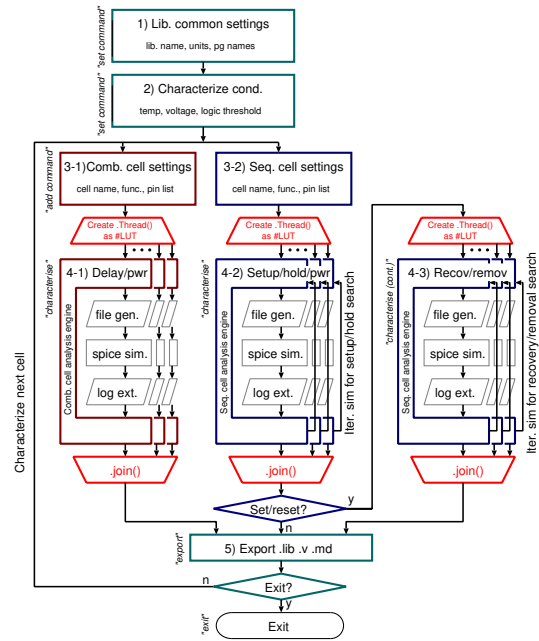 "set command"
1) Lib. common settings
lib. name, units, pg names
"set command"
2) Characterize cond.
temp, voltage, logic threshold
"add command"
3-1)Comb. cell settings
cell name, func., pin list
3-2) Seq. cell settings
cell name, func., pin list
Create .Thread()
as #LUT
Create .Thread()
as #LUT
Create .Thread()
as #LUT
"characterise"
Comb. cell analysis engine
4-1) Delay/pwr
file gen.
spice sim.
log ext.
.join()
"characterise"
Seq. cell analysis engine
4-2) Setup/hold/pwr
file gen.
spice sim.
log ext.
Iter. sim for setup/hold search
.join()
"characterise (cont.)"
Seq. cell analysis engine
4-3) Recov/remov
file gen.
spice sim.
log ext.
Iter. sim for recovery/removal search
.join()
Characterize next cell
Set/reset?
y
n
"export"
5) Export .lib .v .md
n
Exit?
y
"exit"
Exit